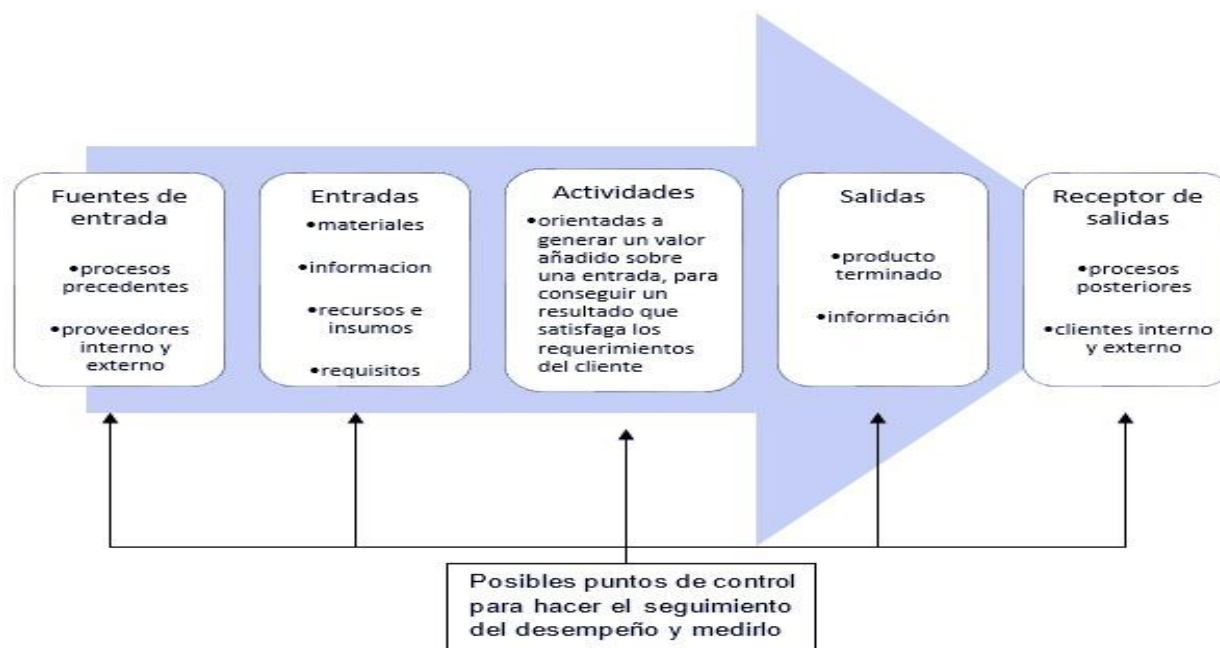 Fuentes de
entrada
•procesos
precedentes
•proveedores
interno y
externo
Entradas
•materiales
•informacion
•recursos e
insumos
•requisitos
Actividades
•orientadas a
generar un valor
añadido sobre
una entrada, para
conseguir un
resultado que
satisfaga los
requerimientos
del cliente
Salidas
•producto
terminado
•información
Receptor de
salidas
•procesos
posteriores
•clientes interno
y externo
Posibles puntos de control
para hacer el seguimiento
del desempeño y medirlo